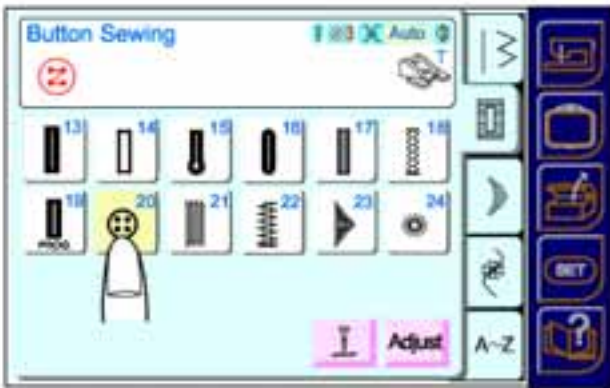 Button Sewing
Auto
T
13 14 15 16 17 18
19 20 21 22 23 24
PROG.
Adjust
A~Z
SET
?